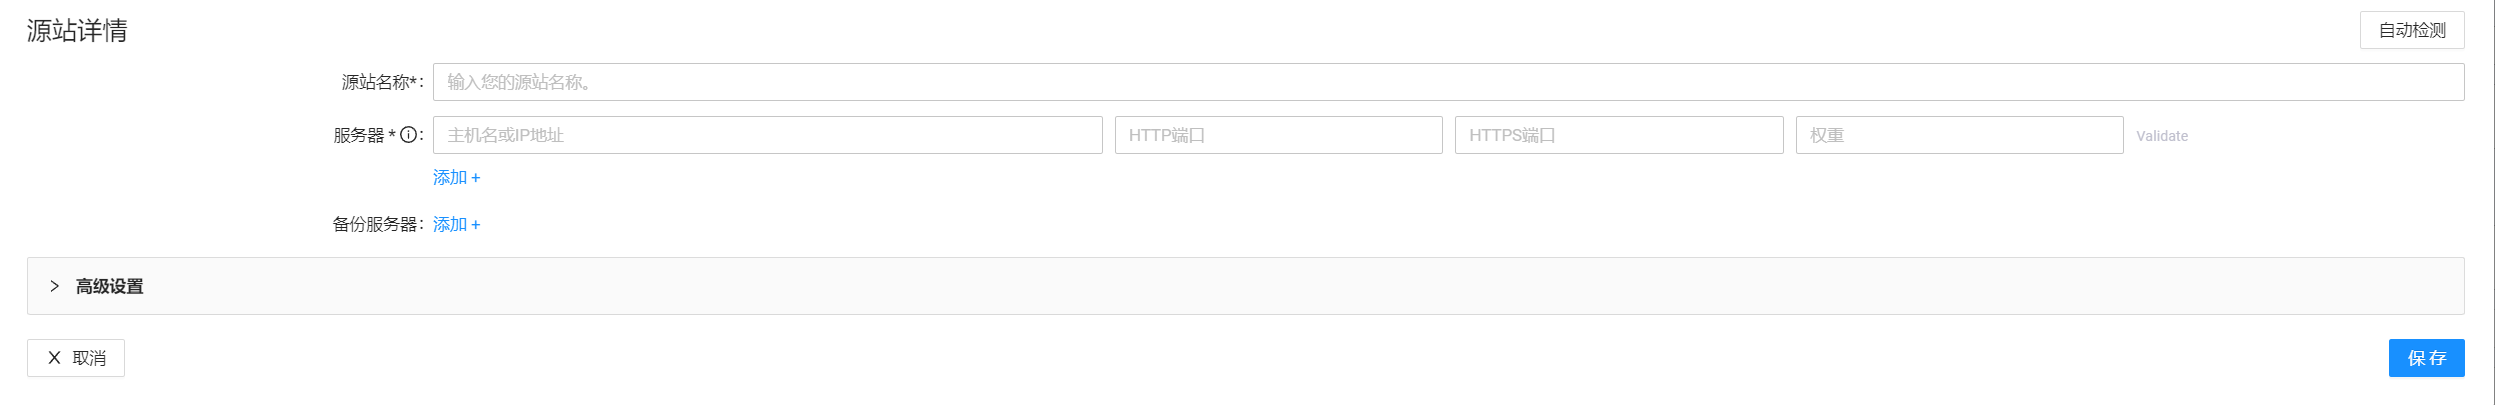 源站详情
自动检测
源站名称*: 输入您的源站名称。
服务器 * : 主机名或IP地址 HTTP端口 HTTPS端口 权重 Validate
添加 +
备份服务器: 添加 +
高级设置
取消
保存